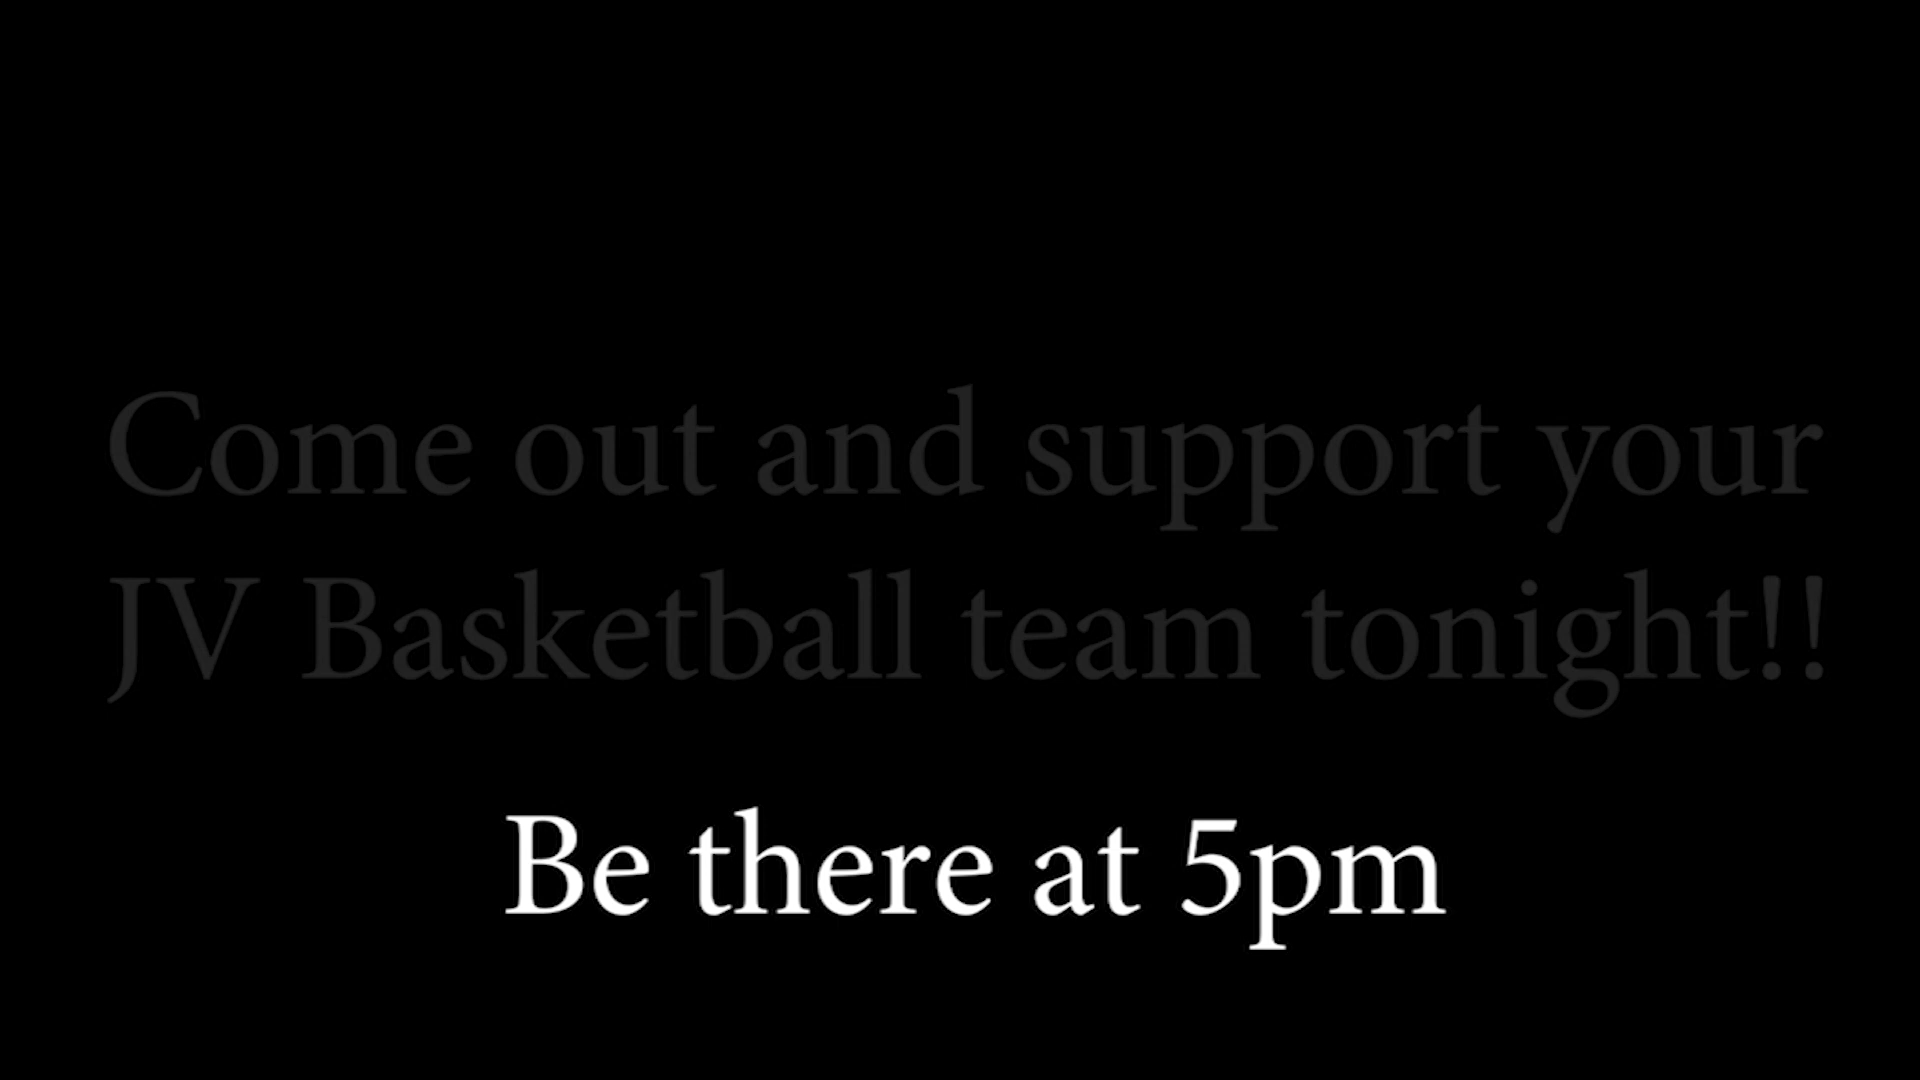 Come out and support your
JV Basketball team tonight!!
Be there at 5pm